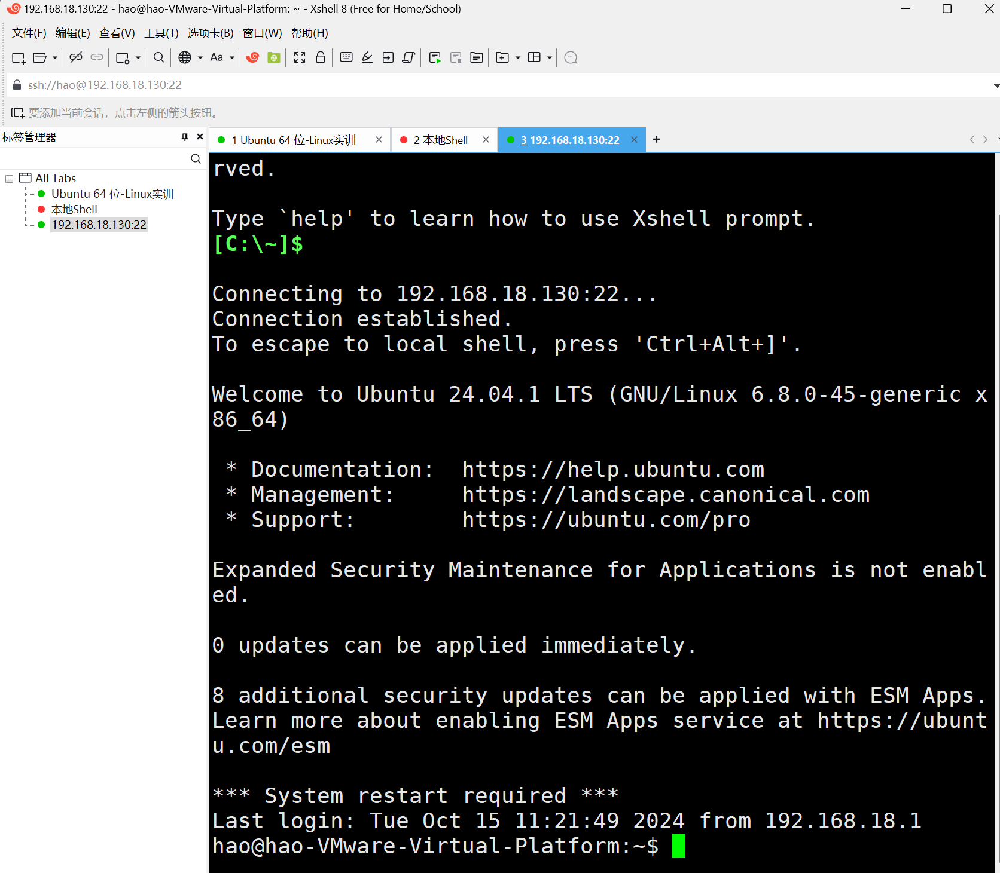 192.168.18.130:22 - hao@hao-VMware-Virtual-Platform: ~ - Xshell 8 (Free for Home/School)
文件(F) 编辑(E) 查看(V) 工具(T) 选项卡(B) 窗口(W) 帮助(H)
Aa
ssh://hao@192.168.18.130:22
要添加当前会话，点击左侧的箭头按钮。
标签管理器
1 Ubuntu 64 位-Linux实训 2 本地Shell 3 192.168.18.130:22
All Tabs
Ubuntu 64 位-Linux实训
本地Shell
192.168.18.130:22
rved.
Type `help' to learn how to use Xshell prompt.
[C:\~]$
Connecting to 192.168.18.130:22...
Connection established.
To escape to local shell, press 'Ctrl+Alt+]'.
Welcome to Ubuntu 24.04.1 LTS (GNU/Linux 6.8.0-45-generic x
86_64)
* Documentation:  https://help.ubuntu.com
* Management:     https://landscape.canonical.com
* Support:        https://ubuntu.com/pro
Expanded Security Maintenance for Applications is not enabl
ed.
0 updates can be applied immediately.
8 additional security updates can be applied with ESM Apps.
Learn more about enabling ESM Apps service at https://ubunt
u.com/esm
*** System restart required ***
Last login: Tue Oct 15 11:21:49 2024 from 192.168.18.1
hao@hao-VMware-Virtual-Platform:~$